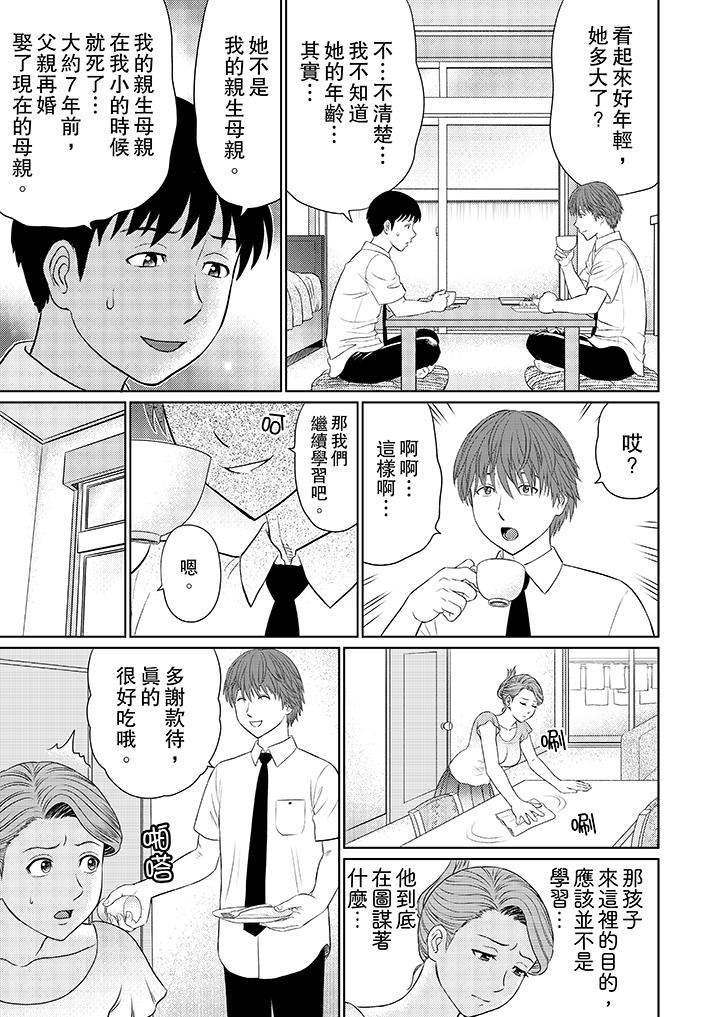 看起來好年輕，
她多大了？
不…不清楚…
我不知道
她的年齡…
其實…
她不是
我的親生母親。
我的親生母親
在我小的時候
就死了…
大約7年前，
父親再婚
娶了現在的母親。
哎？
啊啊…
這樣啊…
那我們
繼續學習吧。
叮
嗯。
唰
唰
那孩子
來這裡的目的，
應該並不是
學習…
他到底
在圖謀著
什麼…
多謝款待，
真的
很好吃哦。